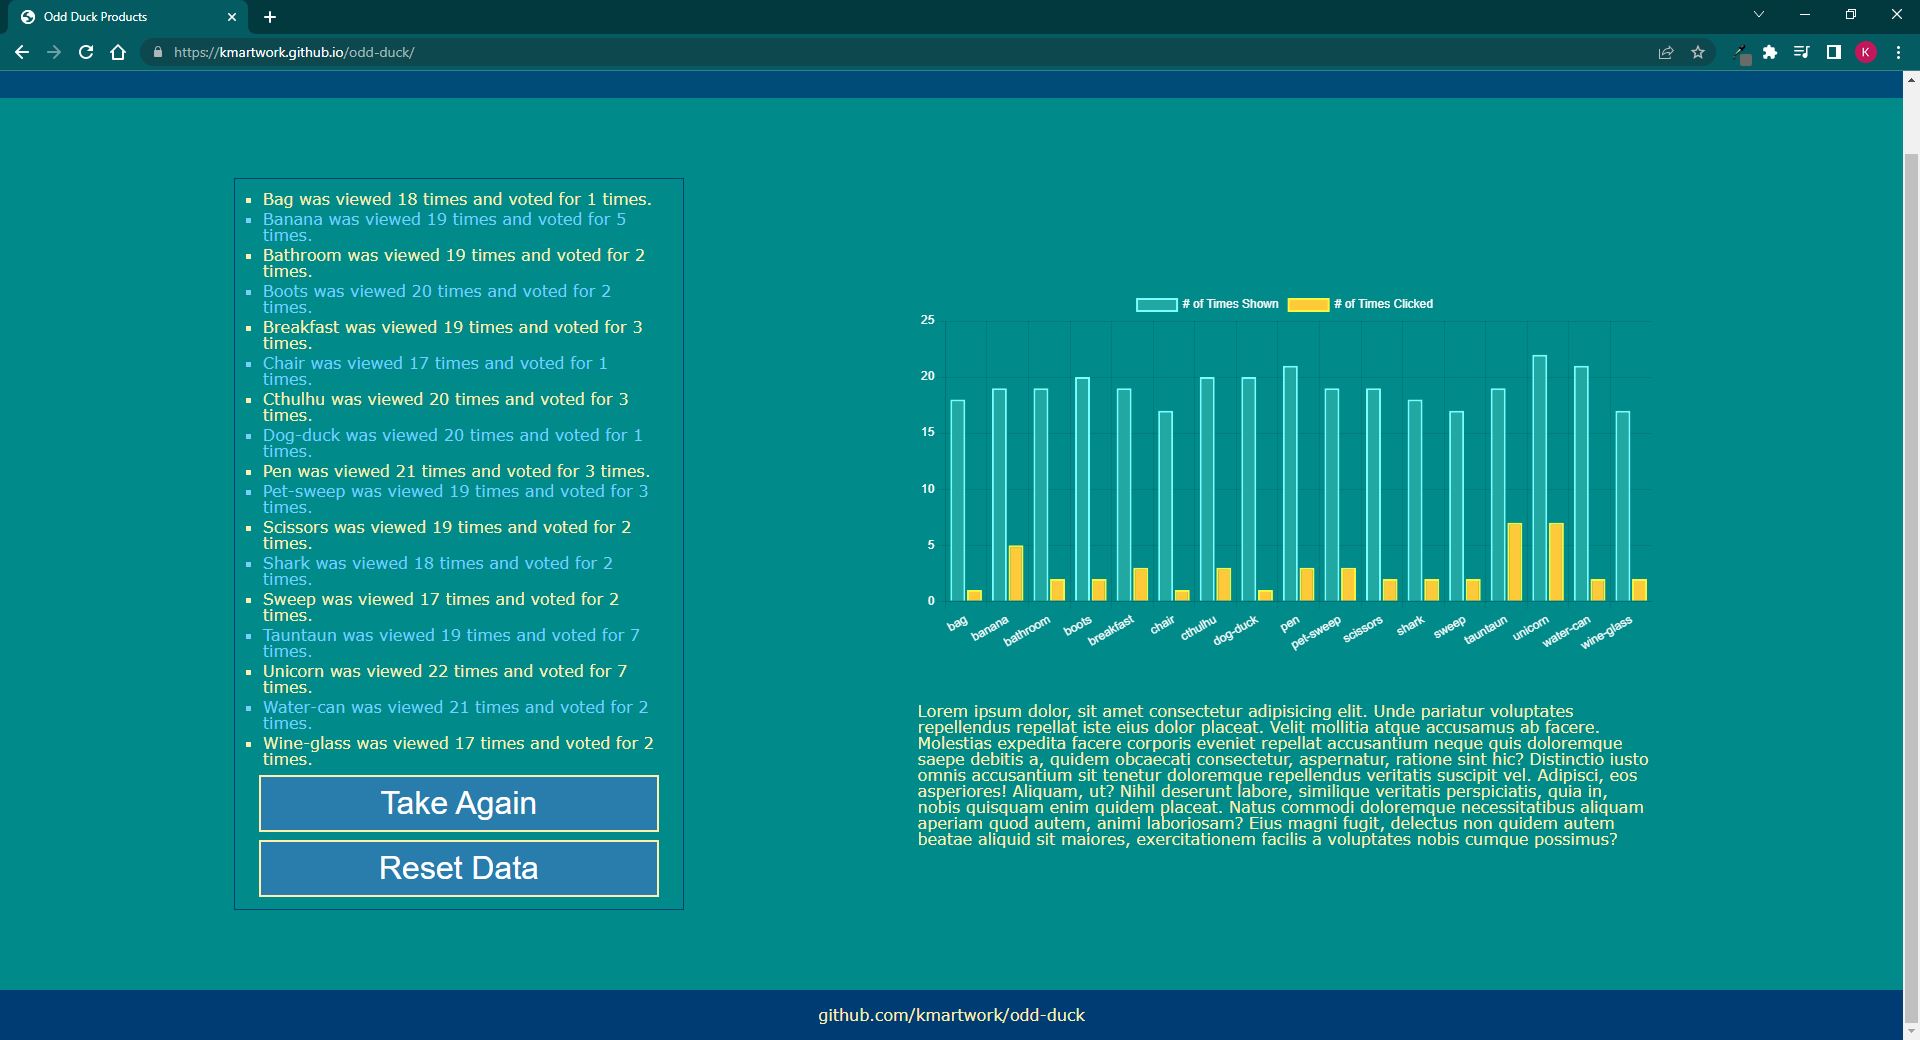 Odd Duck Products
https://kmartwork.github.io/odd-duck/
K
Bag was viewed 18 times and voted for 1 times.
Banana was viewed 19 times and voted for 5
times.
Bathroom was viewed 19 times and voted for 2
times.
Boots was viewed 20 times and voted for 2
times.
Breakfast was viewed 19 times and voted for 3
times.
Chair was viewed 17 times and voted for 1
times.
Cthulhu was viewed 20 times and voted for 3
times.
Dog-duck was viewed 20 times and voted for 1
times.
Pen was viewed 21 times and voted for 3 times.
Pet-sweep was viewed 19 times and voted for 3
times.
Scissors was viewed 19 times and voted for 2
times.
Shark was viewed 18 times and voted for 2
times.
Sweep was viewed 17 times and voted for 2
times.
Tauntaun was viewed 19 times and voted for 7
times.
Unicorn was viewed 22 times and voted for 7
times.
Water-can was viewed 21 times and voted for 2
times.
Wine-glass was viewed 17 times and voted for 2
times.
Take Again
Reset Data
# of Times Shown # of Times Clicked
25
20
15
10
5
0
bag banana bathroom boots breakfast chair cthulhu dog-duck pen pet-sweep scissors shark sweep tauntaun unicorn water-can wine-glass
Lorem ipsum dolor, sit amet consectetur adipisicing elit. Unde pariatur voluptates
repellendus repellat iste eius dolor placeat. Velit mollitia atque accusamus ab facere.
Molestias expedita facere corporis eveniet repellat accusantium neque quis doloremque
saepe debitis a, quidem obcaecati consectetur, aspernatur, ratione sint hic? Distinctio iusto
omnis accusantium sit tenetur doloremque repellendus veritatis suscipit vel. Adipisci, eos
asperiores! Aliquam, ut? Nihil deserunt labore, similique veritatis perspiciatis, quia in,
nobis quisquam enim quidem placeat. Natus commodi doloremque necessitatibus aliquam
aperiam quod autem, animi laboriosam? Eius magni fugit, delectus non quidem autem
beatae aliquid sit maiores, exercitationem facilis a voluptates nobis cumque possimus?
github.com/kmartwork/odd-duck